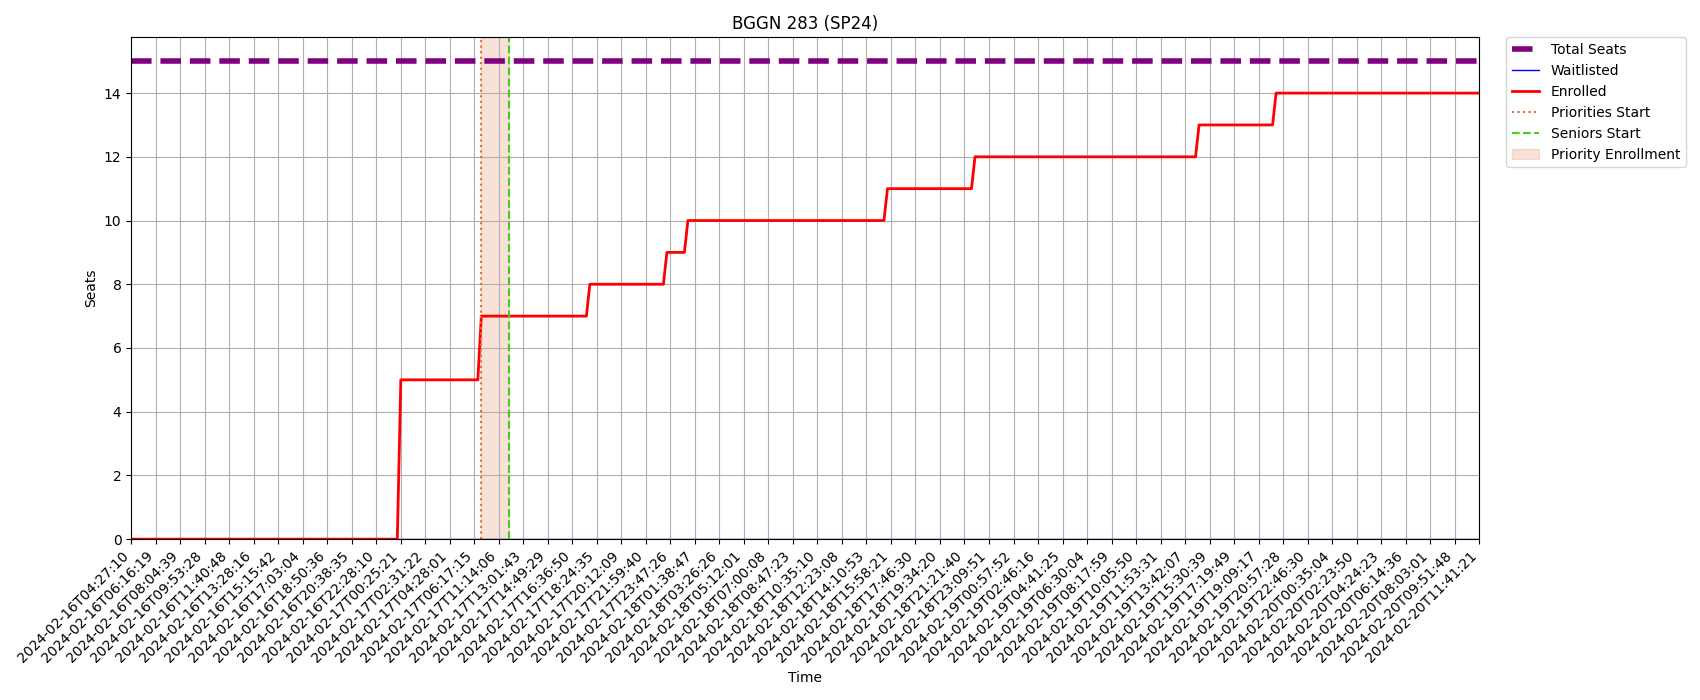 BGGN 283 (SP24)
Total Seats
Waitlisted
Enrolled
Priorities Start
Seniors Start
Priority Enrollment
Seats
14
12
10
8
6
4
2
0
2024-02-16T04:27:10
2024-02-16T06:16:19
2024-02-16T08:04:39
2024-02-16T09:53:28
2024-02-16T11:40:48
2024-02-16T13:28:16
2024-02-16T15:15:42
2024-02-16T17:03:04
2024-02-16T18:50:36
2024-02-16T20:38:35
2024-02-16T22:28:10
2024-02-17T00:25:21
2024-02-17T02:31:22
2024-02-17T04:28:01
2024-02-17T06:17:15
2024-02-17T11:14:06
2024-02-17T13:01:43
2024-02-17T14:49:29
2024-02-17T16:36:50
2024-02-17T18:24:35
2024-02-17T20:12:09
2024-02-17T21:59:40
2024-02-17T23:47:26
2024-02-18T01:38:47
2024-02-18T03:26:26
2024-02-18T05:12:01
2024-02-18T07:00:08
2024-02-18T08:47:23
2024-02-18T10:35:10
2024-02-18T12:23:08
2024-02-18T14:10:53
2024-02-18T15:58:21
2024-02-18T17:46:30
2024-02-18T19:34:20
2024-02-18T21:21:40
2024-02-18T23:09:51
2024-02-19T00:57:52
2024-02-19T02:46:16
2024-02-19T04:41:25
2024-02-19T06:30:04
2024-02-19T08:17:59
2024-02-19T10:05:50
2024-02-19T11:53:31
2024-02-19T13:42:07
2024-02-19T15:30:39
2024-02-19T17:19:49
2024-02-19T19:09:17
2024-02-19T20:57:28
2024-02-19T22:46:30
2024-02-20T00:35:04
2024-02-20T02:23:50
2024-02-20T04:24:23
2024-02-20T06:14:36
2024-02-20T08:03:01
2024-02-20T09:51:48
2024-02-20T11:41:21
Time